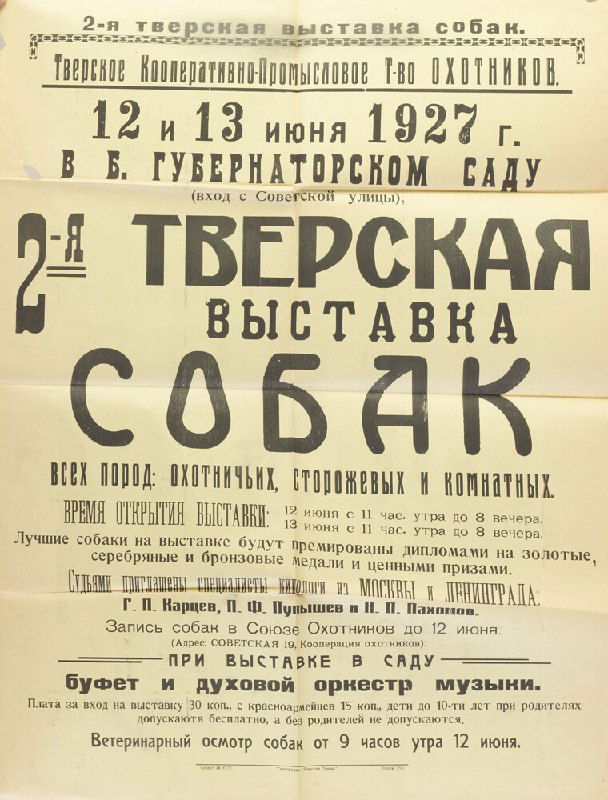 2-я тверская выставка собак.
Тверское Кооперативно-Промысловое Т-во ОХОТНИКОВ.
12 и 13 июня 1927 г.
В Б. ГУБЕРНАТОРСКОМ САДУ
(вход с Советской улицы),
2-я ТВЕРСКАЯ
ВЫСТАВКА
СОБАК
всех пород: охотничьих, сторожевых и комнатных.
ВРЕМЯ ОТКРЫТИЯ ВЫСТАВКИ: 12 июня с 11 час. утра до 8 вечера.
13 июня с 11 час. утра до 8 вечера.
Лучшие собаки на выставке будут премированы дипломами на золотые,
серебряные и бронзовые медали и ценными призами.
Судьями приглашены специалисты кинологи из МОСКВЫ и ЛЕНИНГРАДА:
Г. П. Карцев, П. Ф. Пупышев и Н. П. Пахомов.
Запись собак в Союзе Охотников до 12 июня.
(Адрес: СОВЕТСКАЯ 19, Кооперация охотников).
ПРИ ВЫСТАВКЕ В САДУ
буфет и духовой оркестр музыки.
Плата за вход на выставку 30 коп., с красноармейцев 15 коп., дети до 10-ти лет при родителях
допускаютя бесплатно, а без родителей не допускаются.
Ветеринарный осмотр собак от 9 часов утра 12 июня.